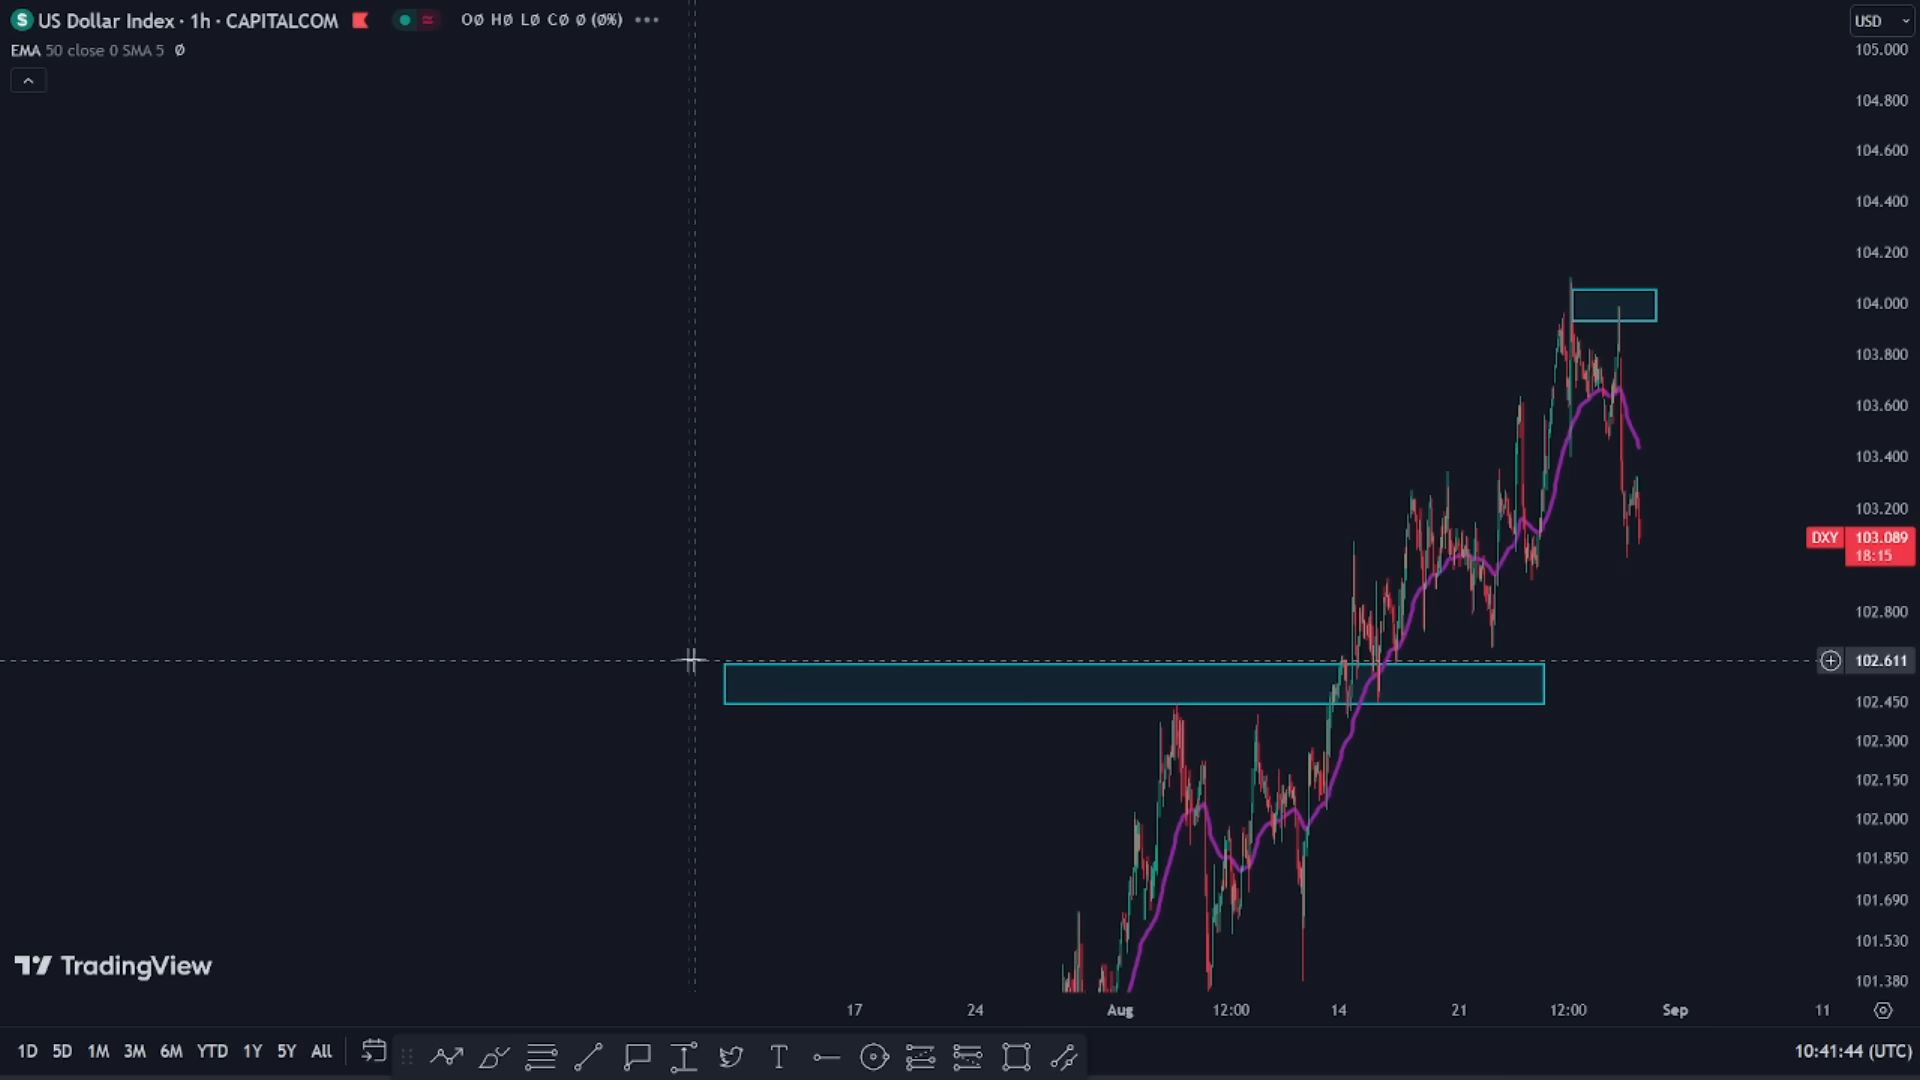 S US Dollar Index · 1h · CAPITALCOM O∅ H∅ L∅ C∅ ∅ (∅%)
EMA 50 close 0 SMA 5 ∅
USD
105.000
104.800
104.600
104.400
104.200
104.000
103.800
103.600
103.400
103.200
DXY 103.089
18:15
102.800
102.611
102.450
102.300
102.150
102.000
101.850
101.690
101.530
101.380
TradingView
17 24 Aug 12:00 14 21 12:00 Sep 11
1D 5D 1M 3M 6M YTD 1Y 5Y All
T
10:41:44 (UTC)